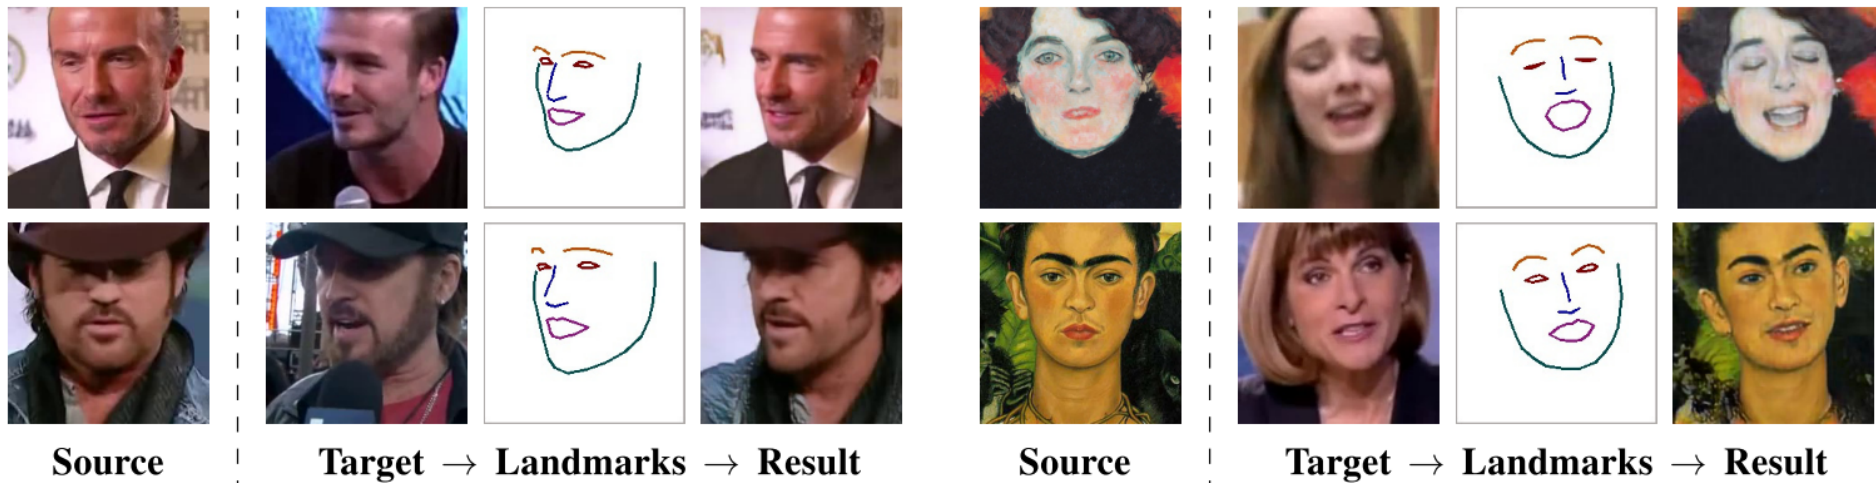 Source Target → Landmarks → Result Source Target → Landmarks → Result